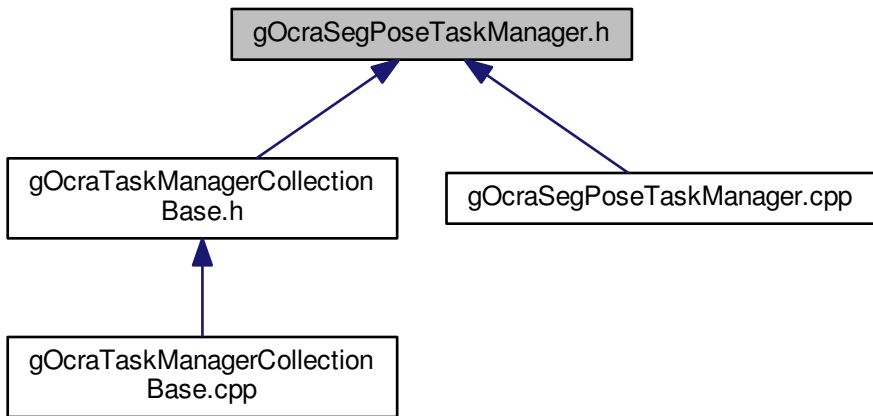 gOcraSegPoseTaskManager.h
gOcraTaskManagerCollection
Base.h
gOcraSegPoseTaskManager.cpp
gOcraTaskManagerCollection
Base.cpp